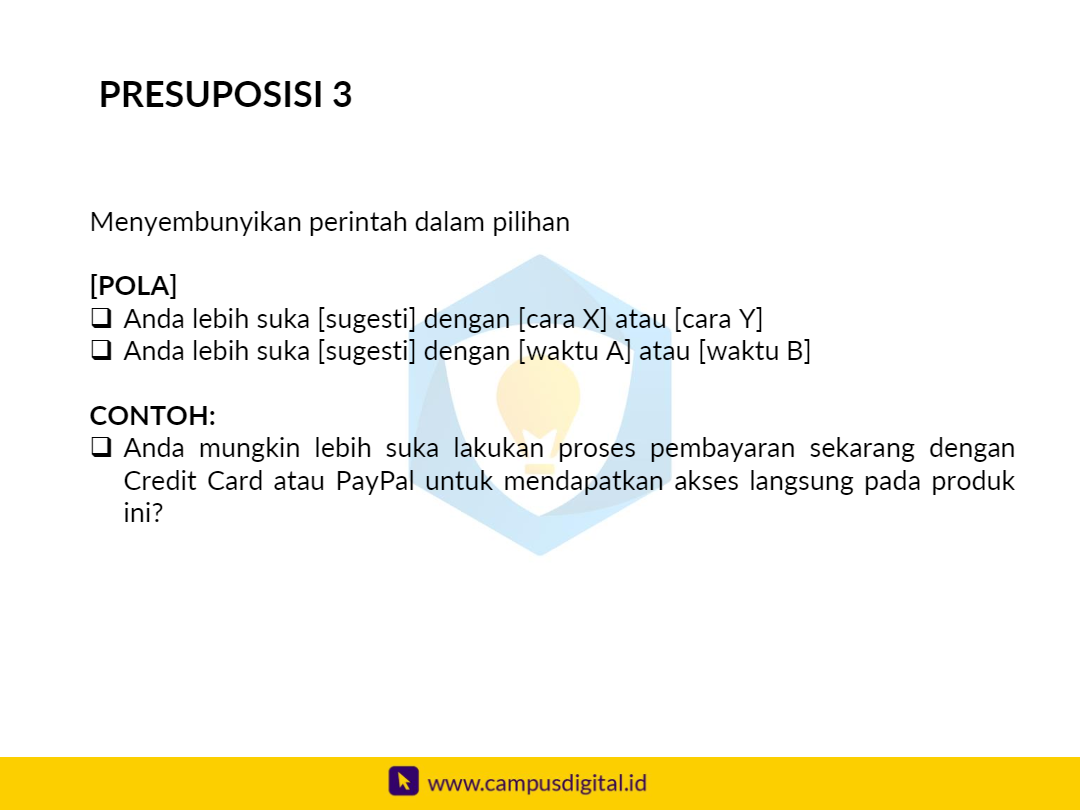 PRESUPOSISI 3
Menyembunyikan perintah dalam pilihan
[POLA]
❑ Anda lebih suka [sugesti] dengan [cara X] atau [cara Y]
❑ Anda lebih suka [sugesti] dengan [waktu A] atau [waktu B]
CONTOH:
❑ Anda mungkin lebih suka lakukan proses pembayaran sekarang dengan
Credit Card atau PayPal untuk mendapatkan akses langsung pada produk
ini?
www.campusdigital.id